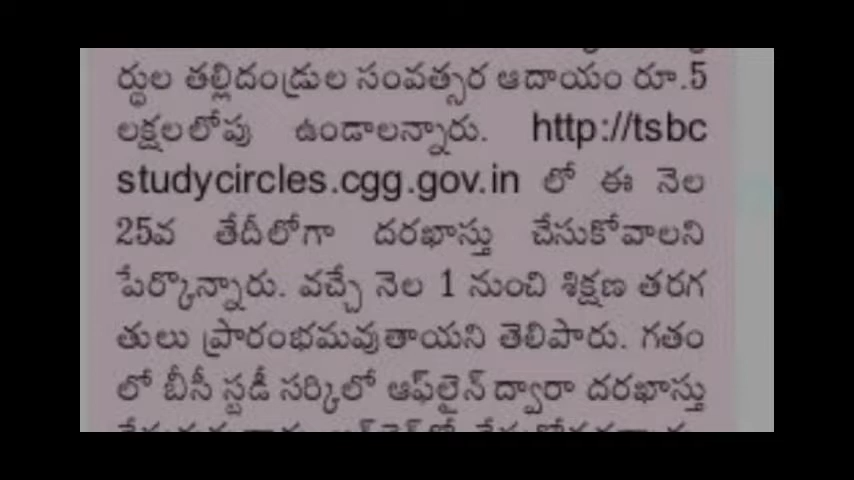 ర్థుల తల్లిదండ్రుల సంవత్సర ఆదాయం రూ.5
లక్షలలోపు ఉండాలన్నారు. http://tsbc
studycircles.cgg.gov.in లో ఈ నెల
25వ తేదీలోగా దరఖాస్తు చేసుకోవాలని
పేర్కొన్నారు. వచ్చే నెల 1 నుంచి శిక్షణ తరగ
తులు ప్రారంభమవుతాయని తెలిపారు. గతం
లో బీసీ స్టడీ సర్కిలో ఆఫ్‌లైన్ ద్వారా దరఖాస్తు